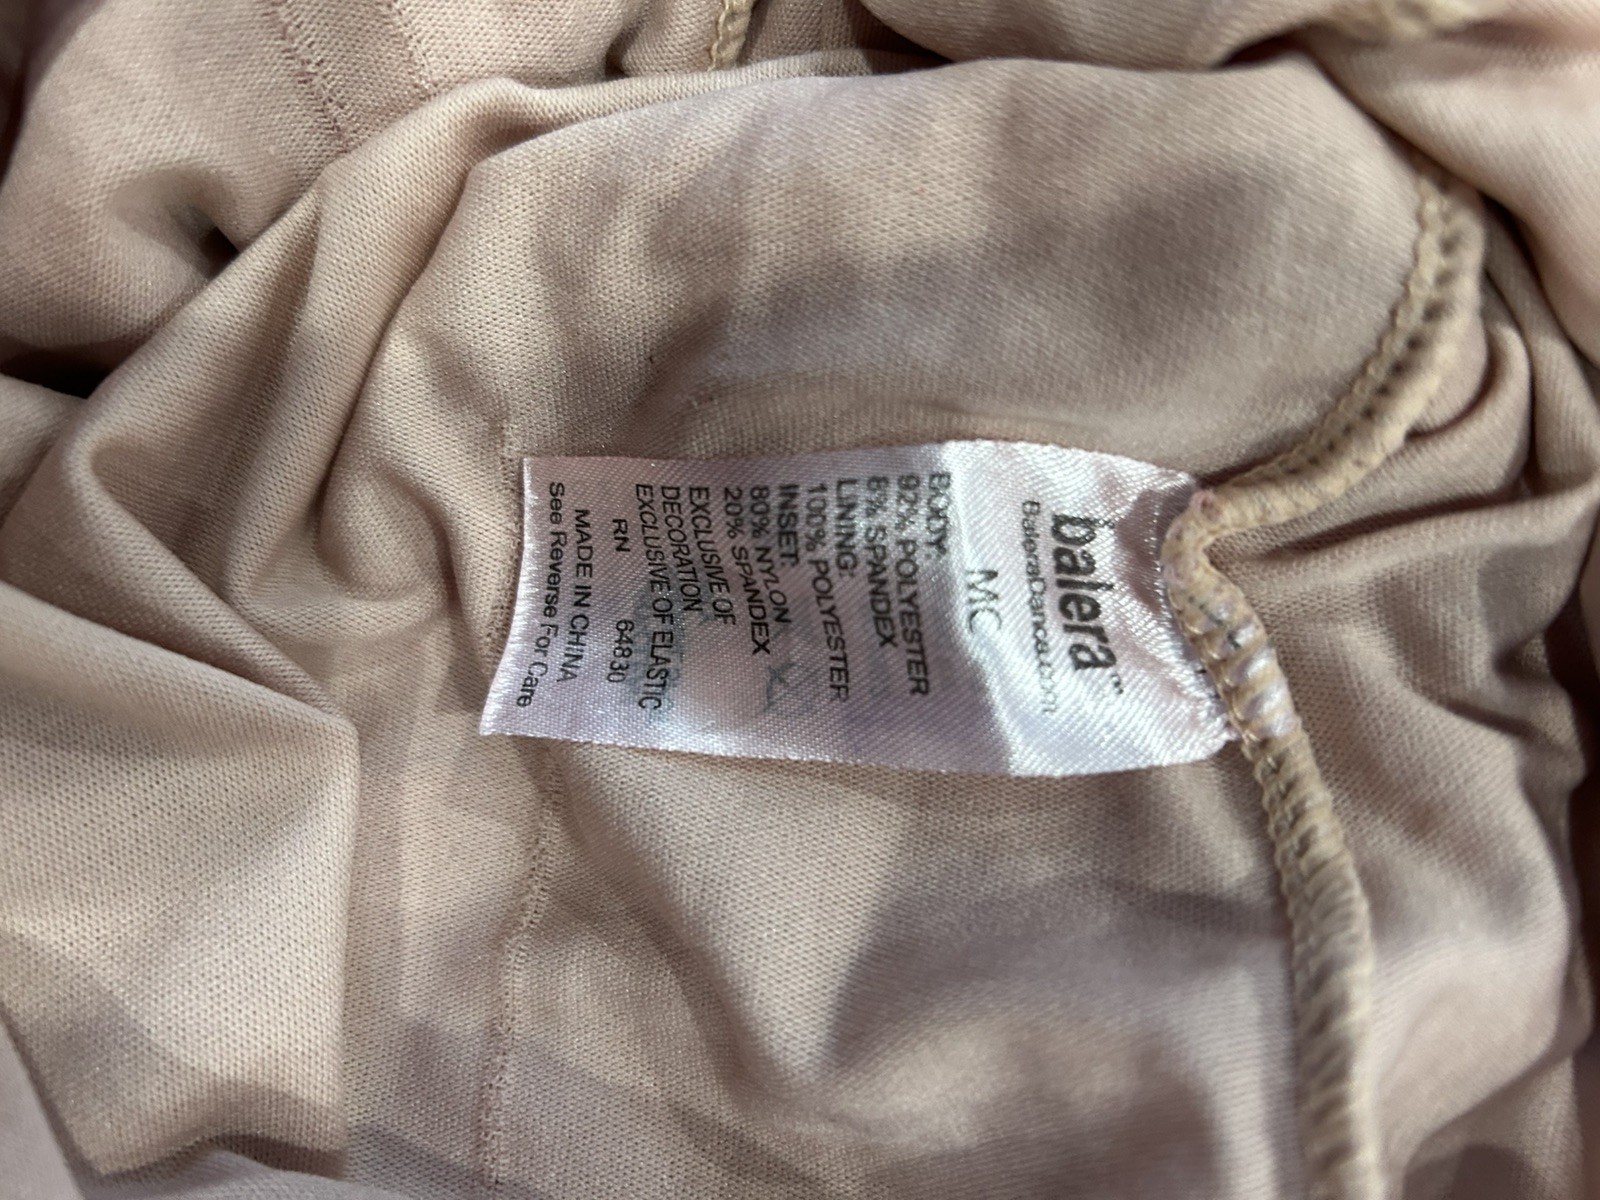 balera™
BaleraDance.com
MC
BODY:
92% POLYESTER
8% SPANDEX
LINING:
100% POLYESTER
INSET:
80% NYLON
20% SPANDEX
EXCLUSIVE OF
DECORATION
EXCLUSIVE OF ELASTIC
RN 64830
MADE IN CHINA
See Reverse For Care